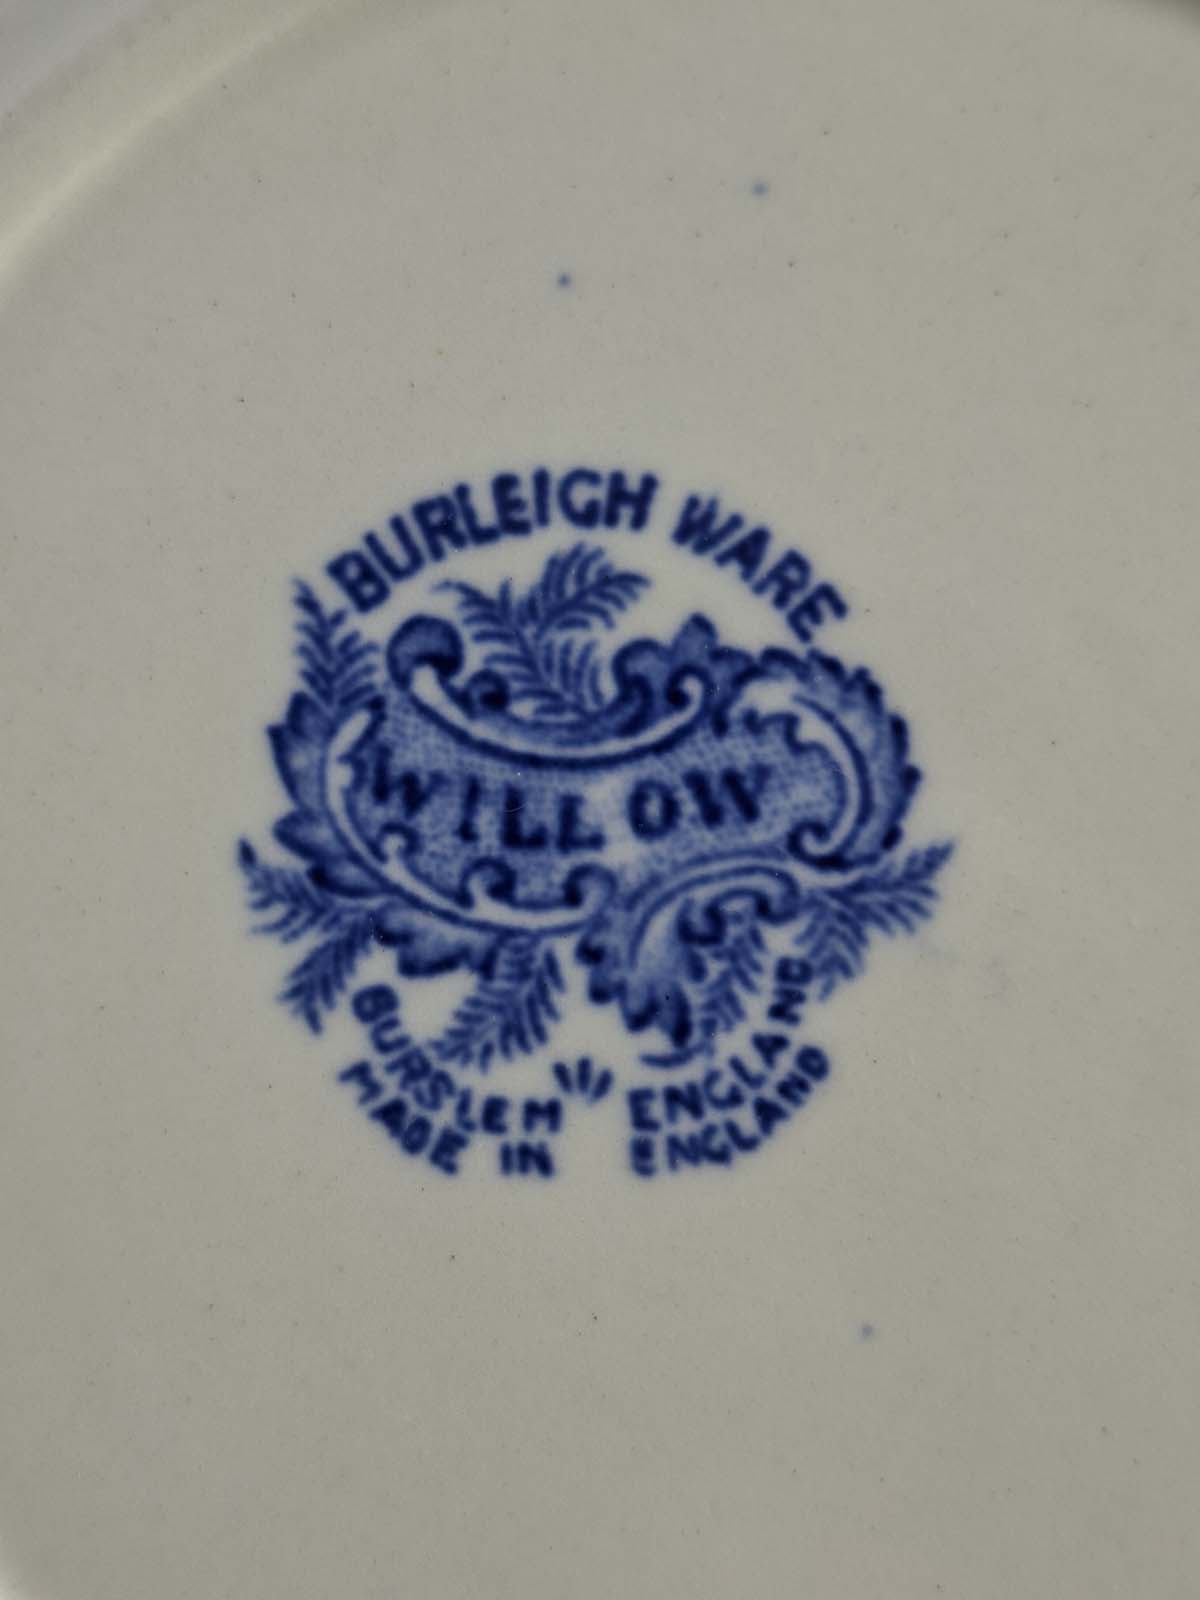 BURLEIGH WARE
WILLOW
BURSLEM ENGLAND
MADE IN ENGLAND